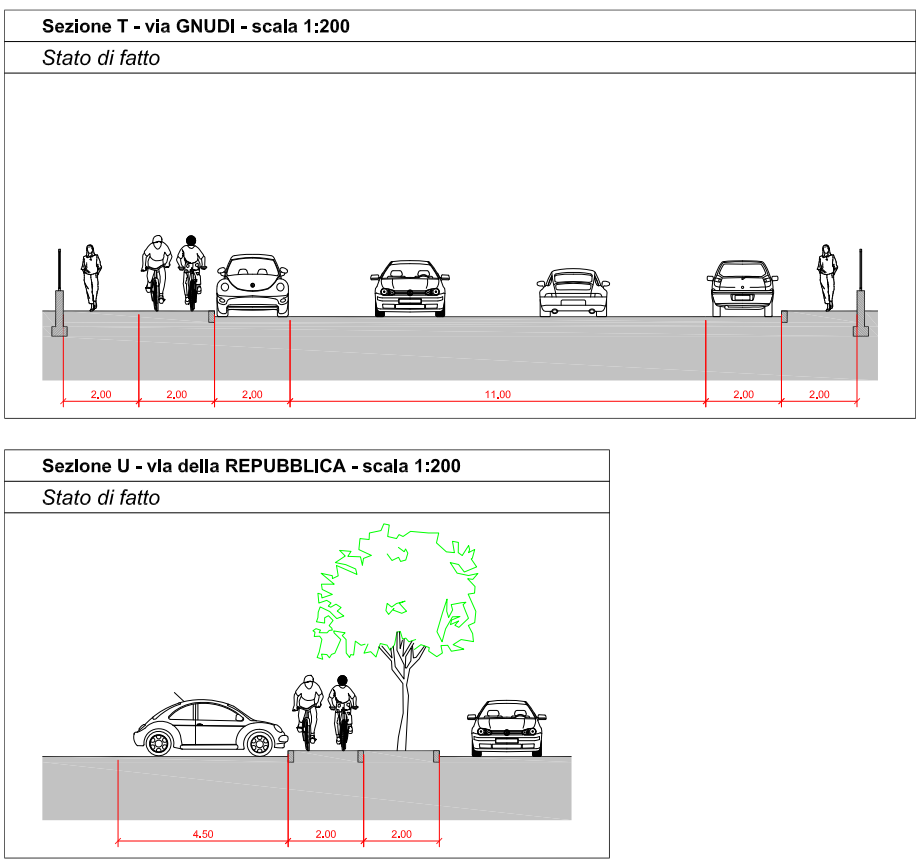 Sezione T - via GNUDI - scala 1:200
Stato di fatto
2.00 2.00 2.00 11.00 2.00 2.00
Sezione U - via della REPUBBLICA - scala 1:200
Stato di fatto
4.50 2.00 2.00